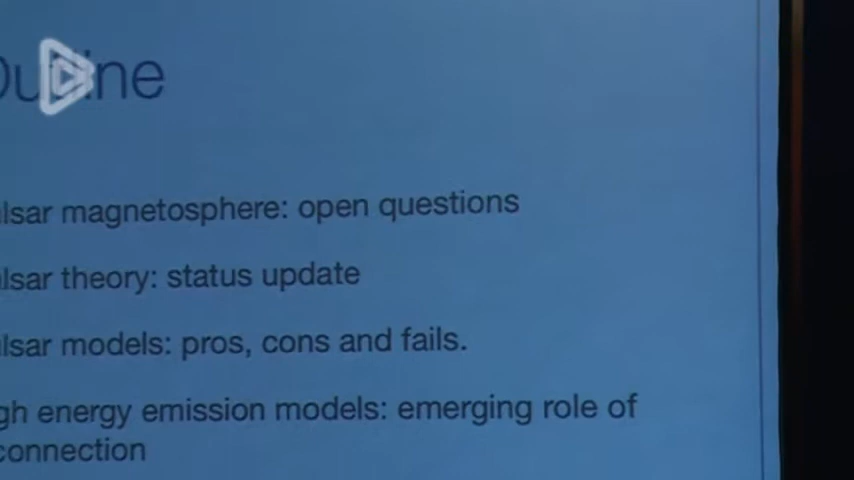 Outline
lsar magnetosphere: open questions
lsar theory: status update
lsar models: pros, cons and fails.
gh energy emission models: emerging role of
connection